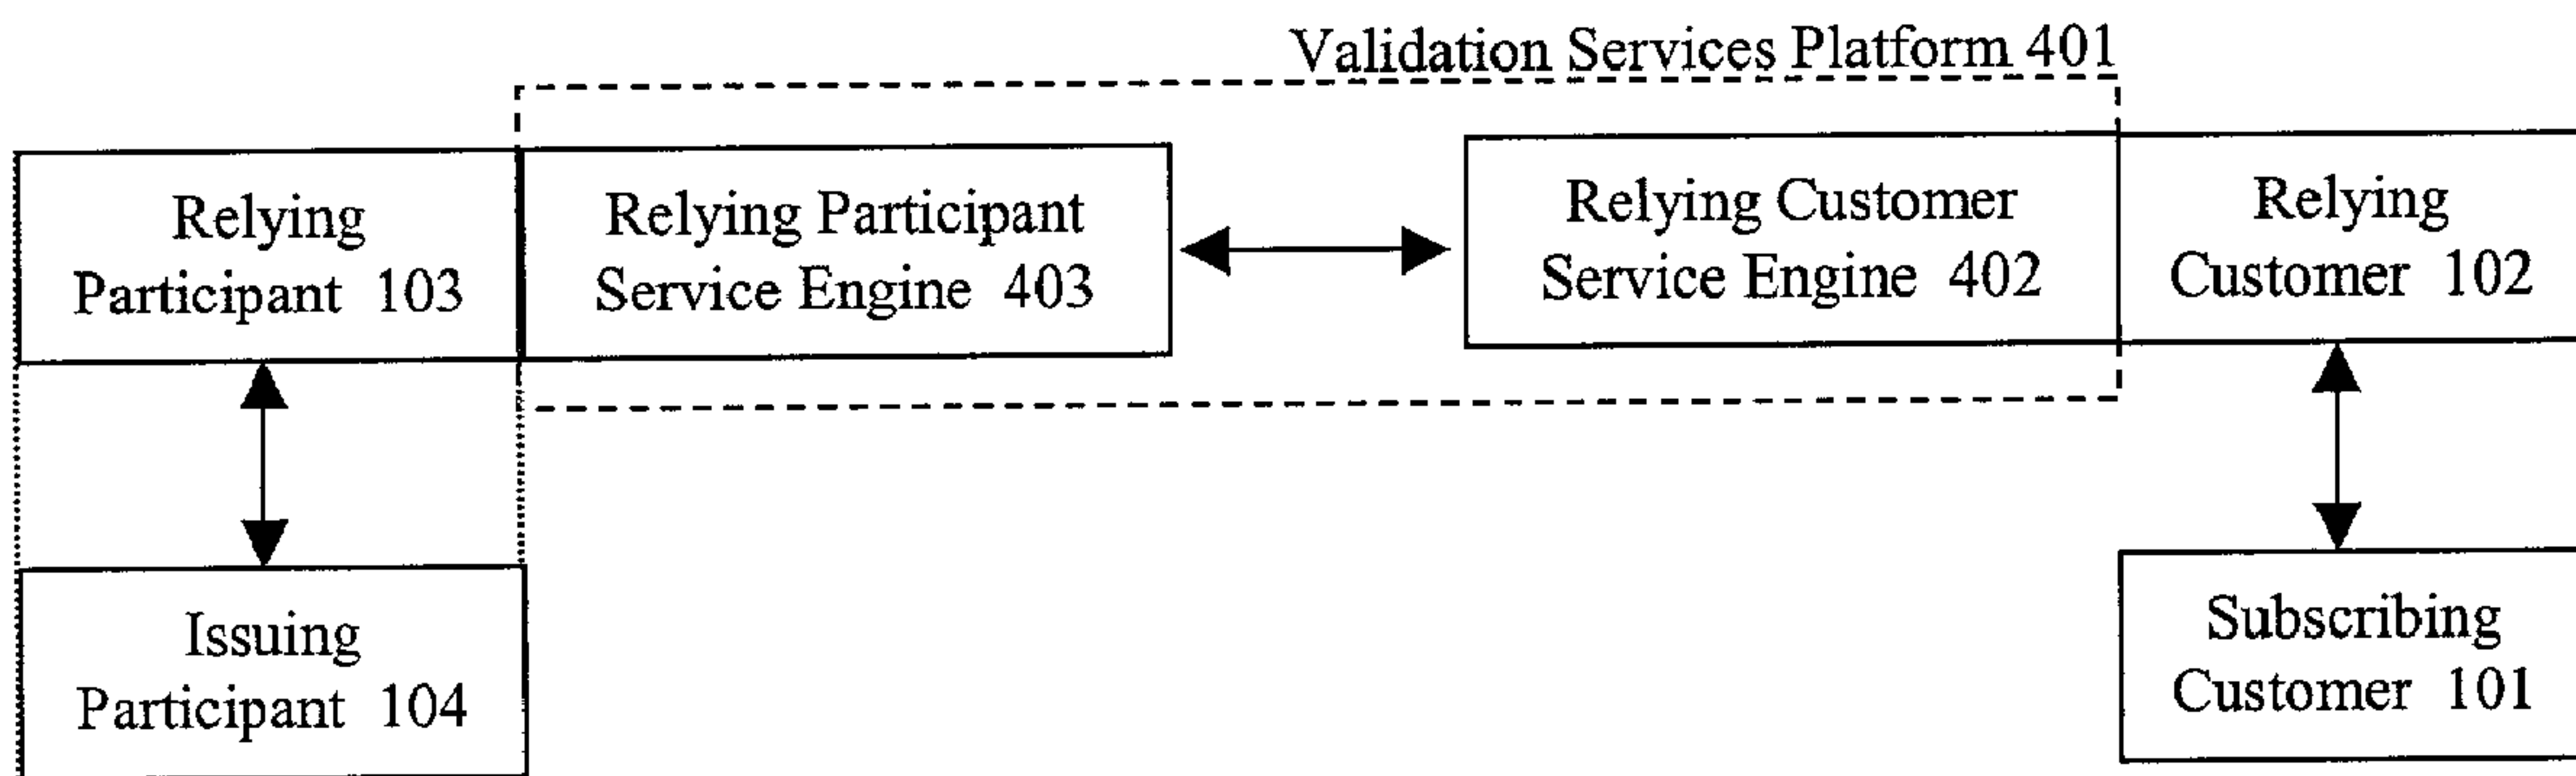 Validation Services Platform 401
Relying
Participant 103
Relying Participant
Service Engine 403
Relying Customer
Service Engine 402
Relying
Customer 102
Issuing
Participant 104
Subscribing
Customer 101